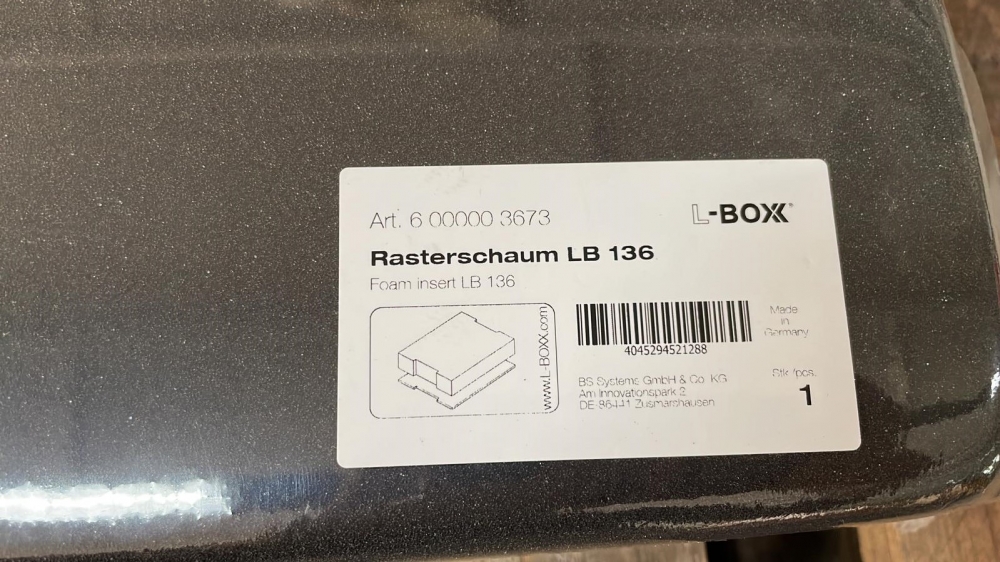 Art. 6 00000 3673
L-BOXX®
Rasterschaum LB 136
Foam insert LB 136
www.L-BOXX.com
4045294521288
Made
in
Germany
BS Systems GmbH & Co. KG
Am Innovationspark 2
DE-86441 Zusmarshausen
Stk./pcs.
1